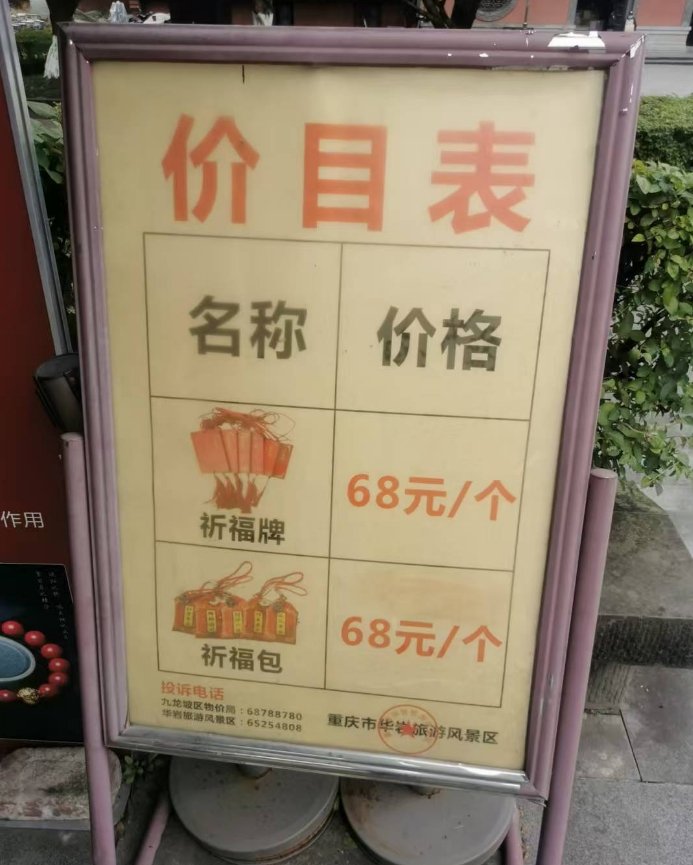 价目表
名称 价格
祈福牌 68元/个
祈福包 68元/个
投诉电话
九龙坡区物价局：68788780
华岩旅游风景区：65254808
重庆市华岩旅游风景区
作用